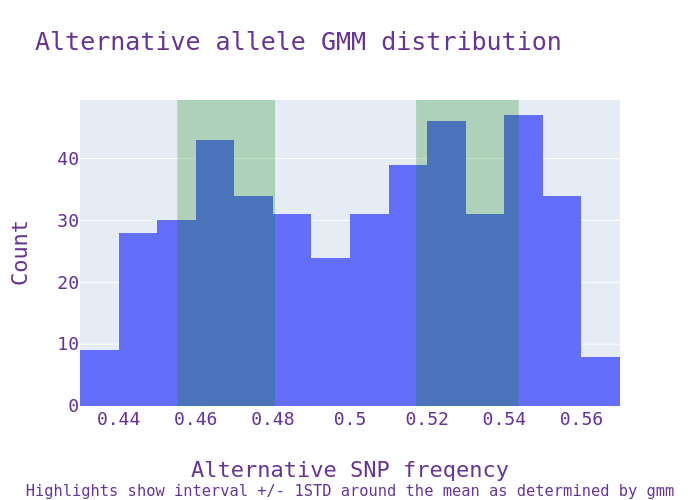 Alternative allele GMM distribution
Count
40
30
20
10
0
0.44 0.46 0.48 0.5 0.52 0.54 0.56
Alternative SNP freqency
Highlights show interval +/- 1STD around the mean as determined by gmm